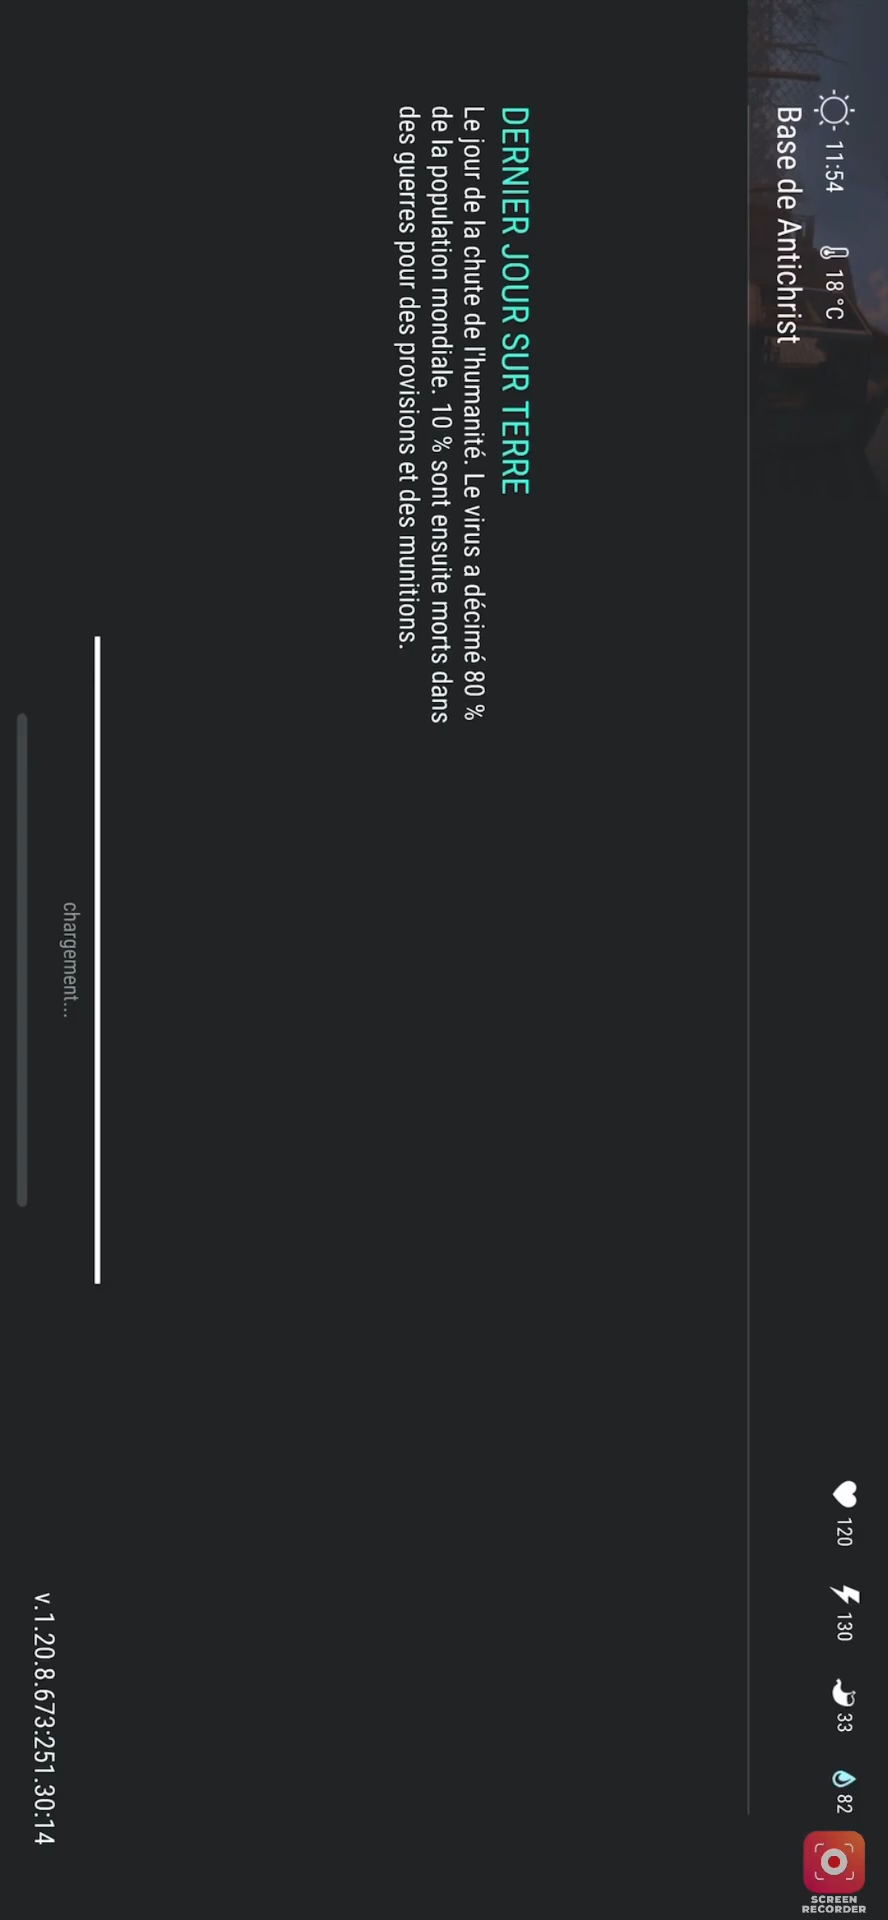 11:54 18 °C
120 130 33 82
Base de Antichrist
DERNIER JOUR SUR TERRE
Le jour de la chute de l'humanité. Le virus a décimé 80 %
de la population mondiale. 10 % sont ensuite morts dans
des guerres pour des provisions et des munitions.
chargement...
v.1.20.8.673:251.30:14
SCREEN
RECORDER